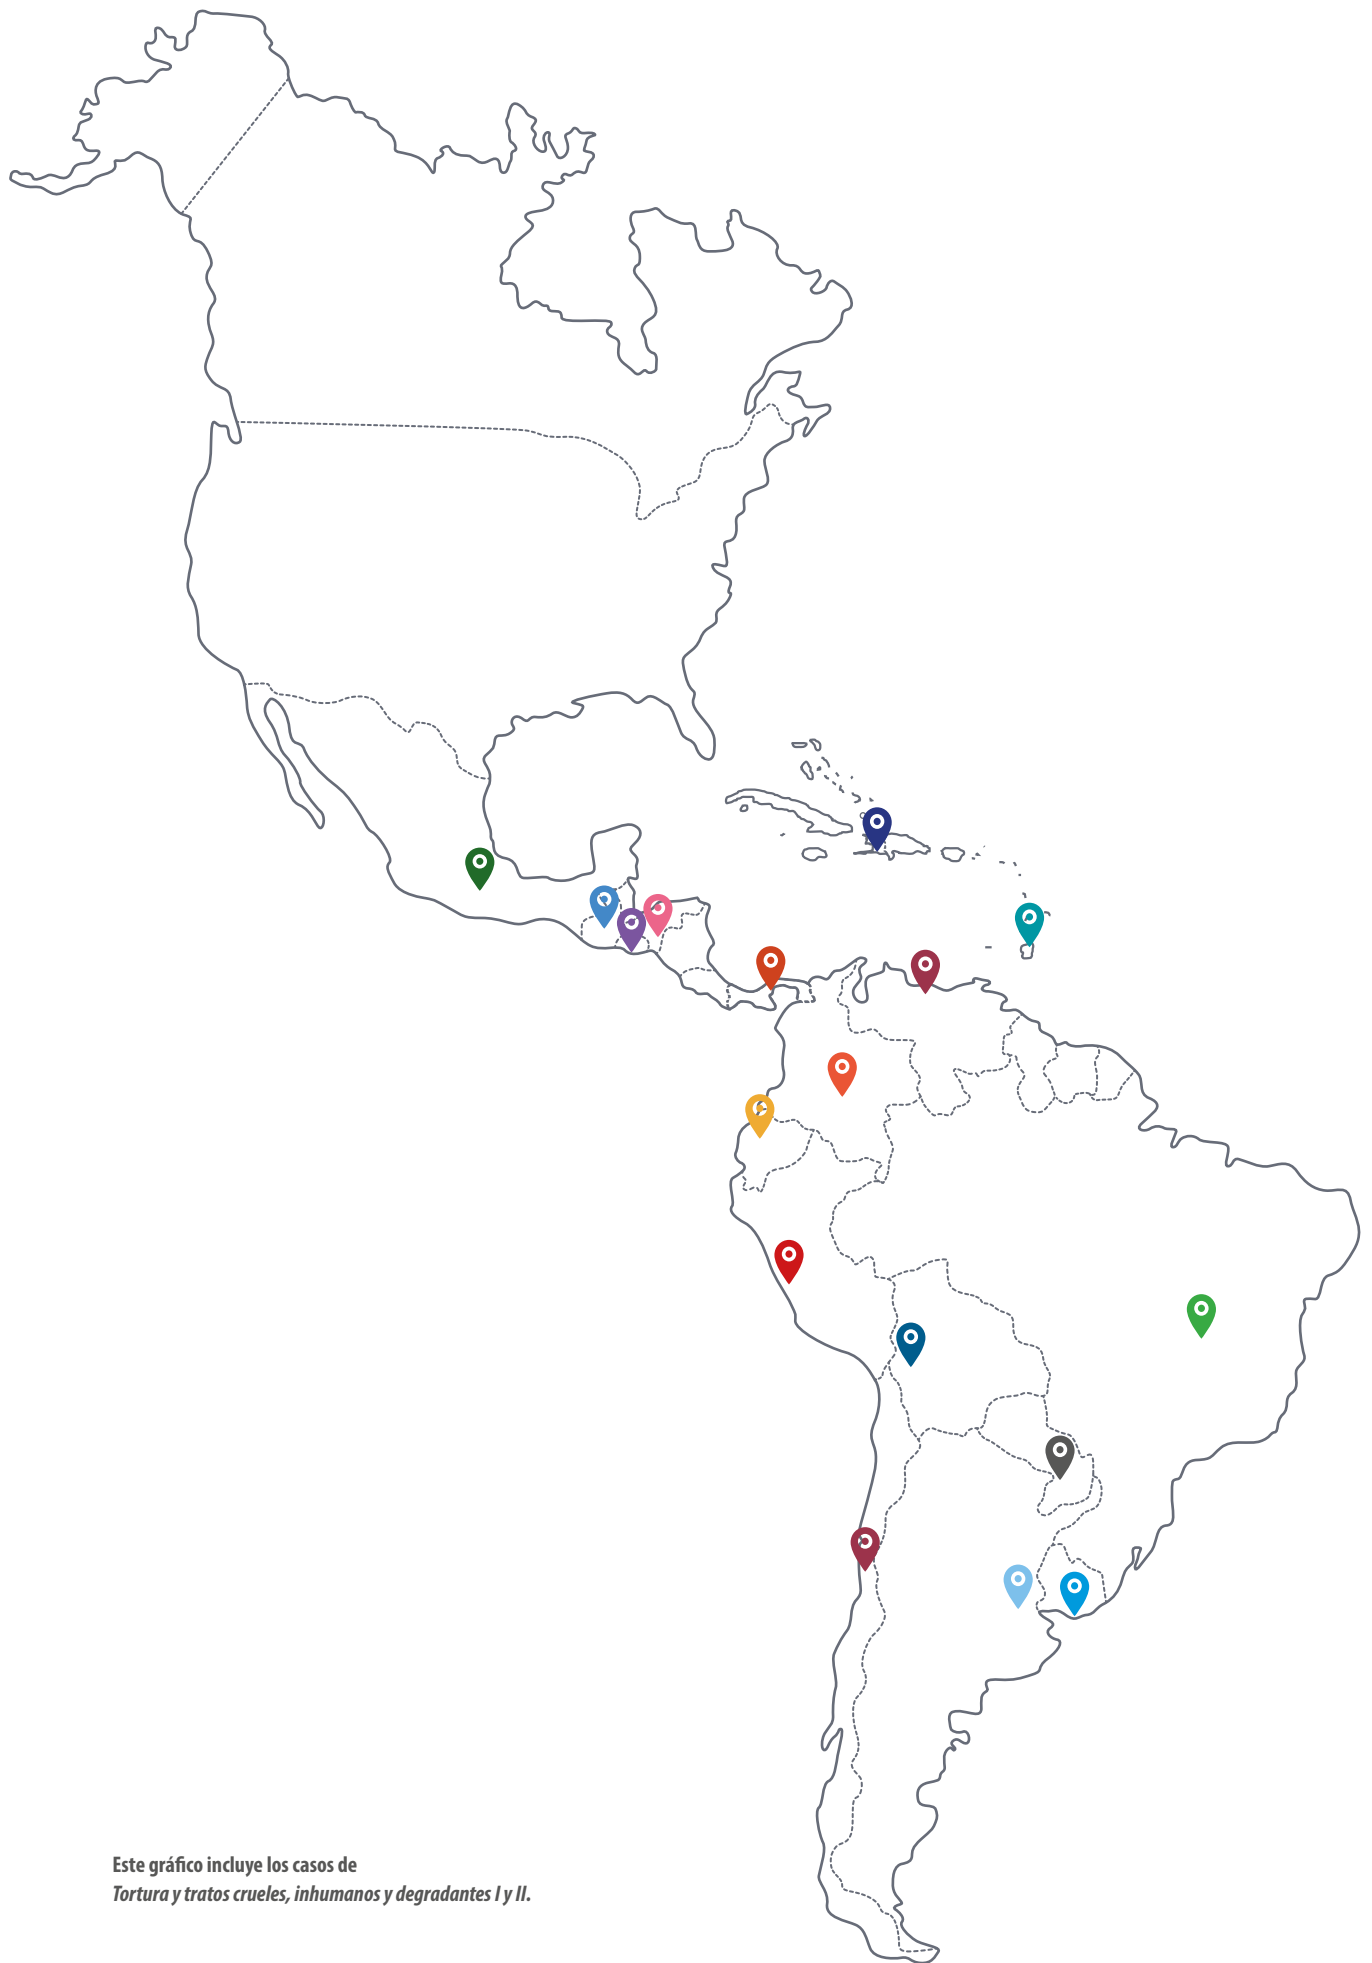 Este gráfico incluye los casos de
Tortura y tratos crueles, inhumanos y degradantes I y II.